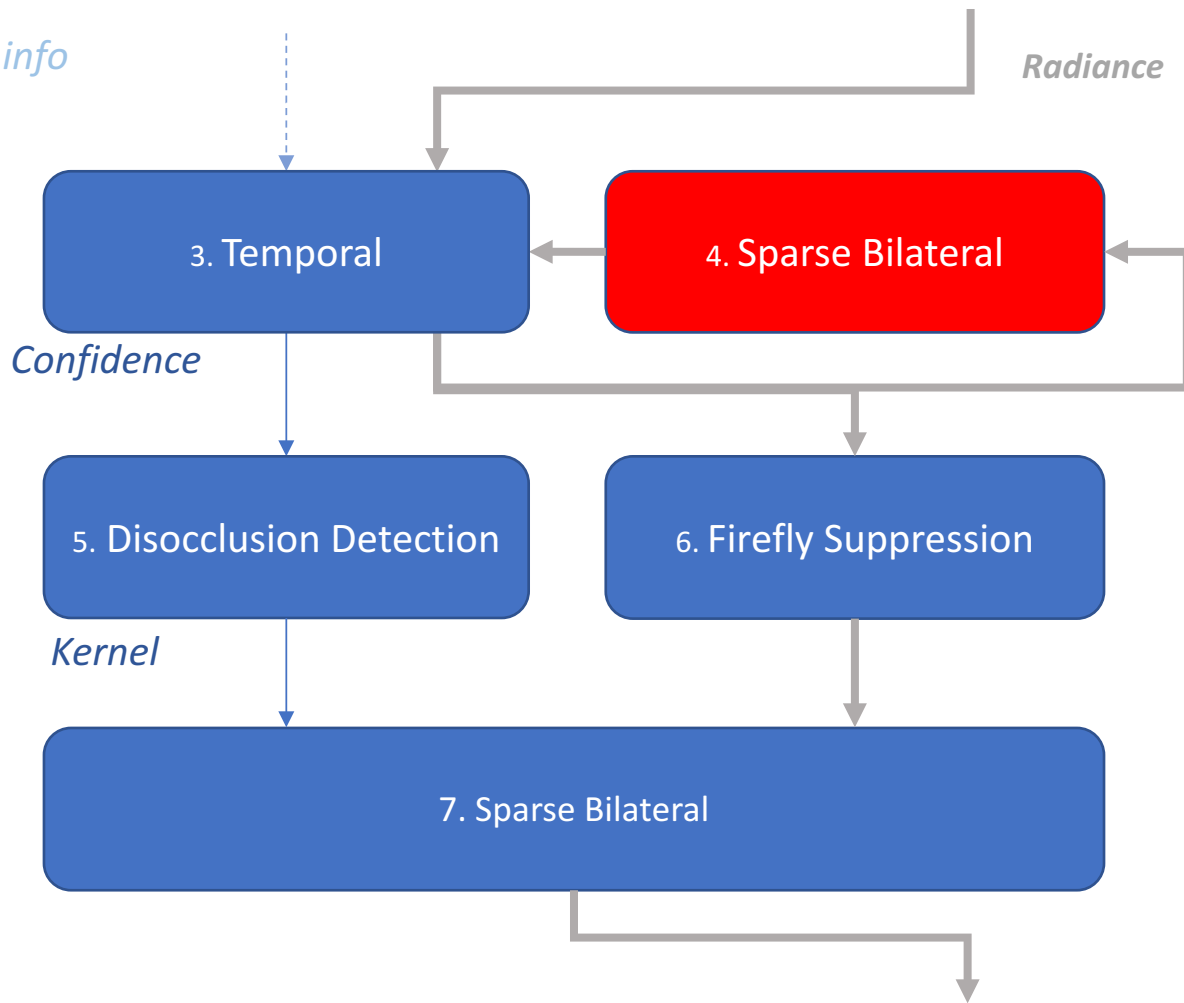 info
Radiance
3. Temporal
4. Sparse Bilateral
Confidence
5. Disocclusion Detection
6. Firefly Suppression
Kernel
7. Sparse Bilateral